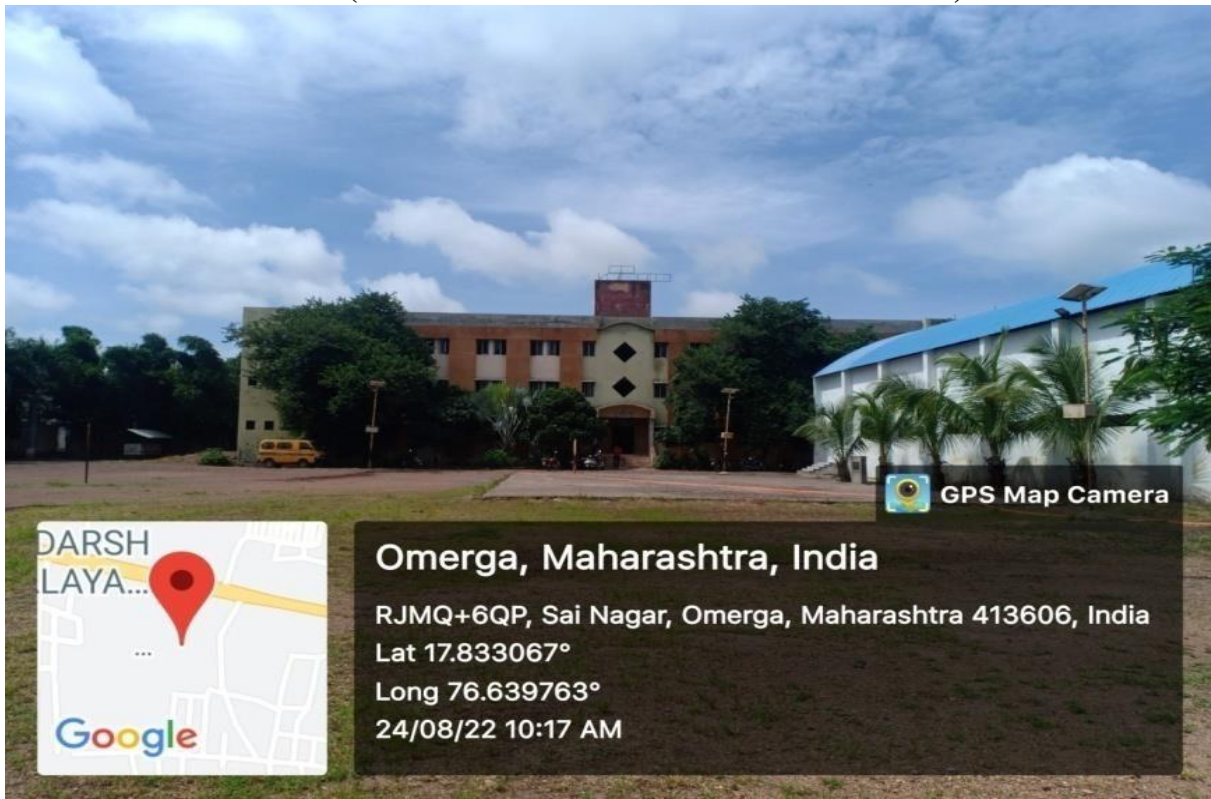 GPS Map Camera
DARSH
LAYA...
...
Google
Omerga, Maharashtra, India
RJMQ+6QP, Sai Nagar, Omerga, Maharashtra 413606, India
Lat 17.833067°
Long 76.639763°
24/08/22 10:17 AM